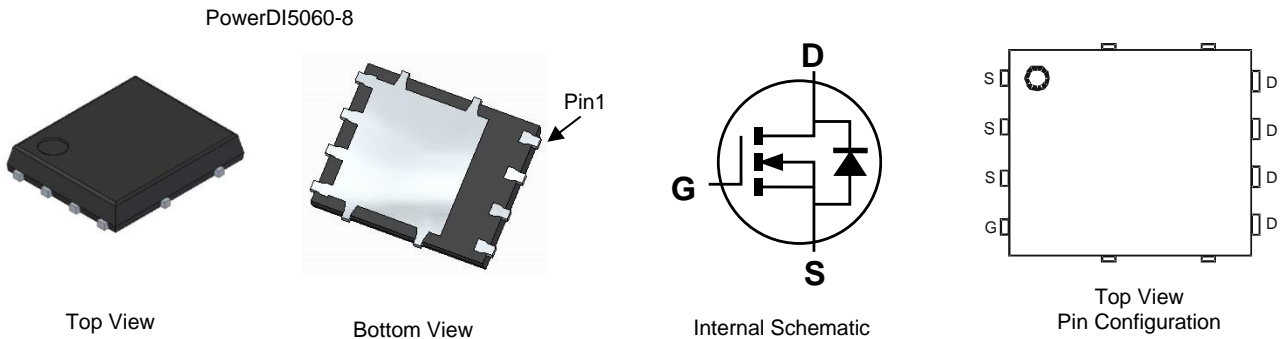 PowerDI5060-8
Top View
Pin1
Bottom View
D
G
S
Internal Schematic
S D
S D
S D
G D
Top View
Pin Configuration